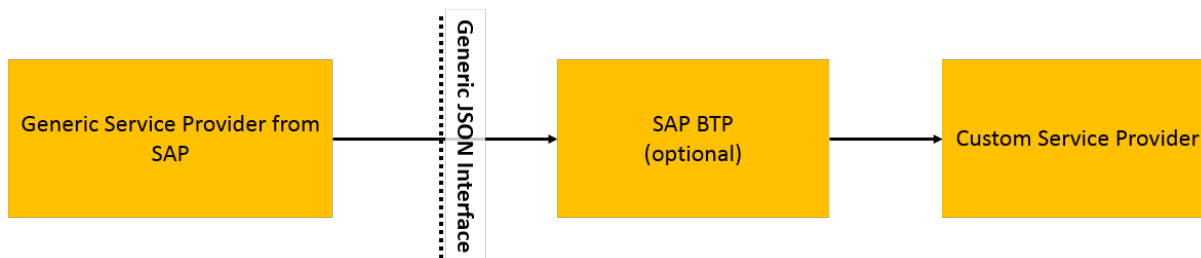 Generic Service Provider from
SAP
Generic JSON Interface
SAP BTP
(optional)
Custom Service Provider